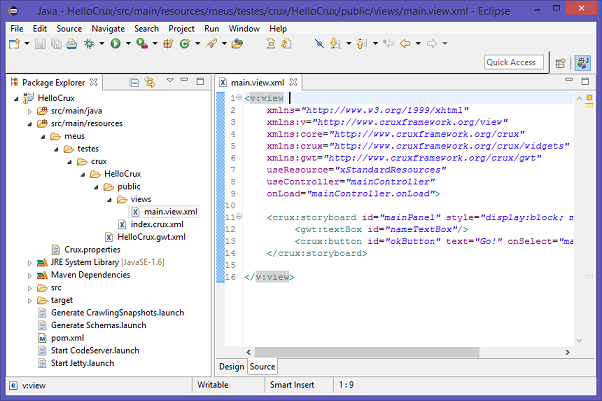 Java - HelloCrux/src/main/resources/meus/testes/crux/HelloCrux/public/views/main.view.xml - Eclipse
File Edit Source Navigate Search Project Run Window Help
Quick Access
Java
Package Explorer
HelloCrux
src/main/java
src/main/resources
meus
testes
crux
HelloCrux
public
views
main.view.xml
index.crux.xml
HelloCrux.gwt.xml
Crux.properties
JRE System Library [JavaSE-1.6]
Maven Dependencies
src
target
Generate CrawlingSnapshots.launch
Generate Schemas.launch
pom.xml
Start CodeServer.launch
Start Jetty.launch
main.view.xml
1 <v:view
2 xmlns="http://www.w3.org/1999/xhtml"
3 xmlns:v="http://www.cruxframework.org/view"
4 xmlns:core="http://www.cruxframework.org/crux"
5 xmlns:crux="http://www.cruxframework.org/crux/widgets"
6 xmlns:gwt="http://www.cruxframework.org/crux/gwt"
7 useResource="xStandardResources"
8 useController="mainController"
9 onLoad="mainController.onLoad">
10
11 <crux:storyboard id="mainPanel" style="display:block; m
12 <gwt:textBox id="nameTextBox"/>
13 <crux:button id="okButton" text="Go!" onSelect="ma
14 </crux:storyboard>
15
16 </v:view>
Design Source
v:view Writable Smart Insert 1 : 9